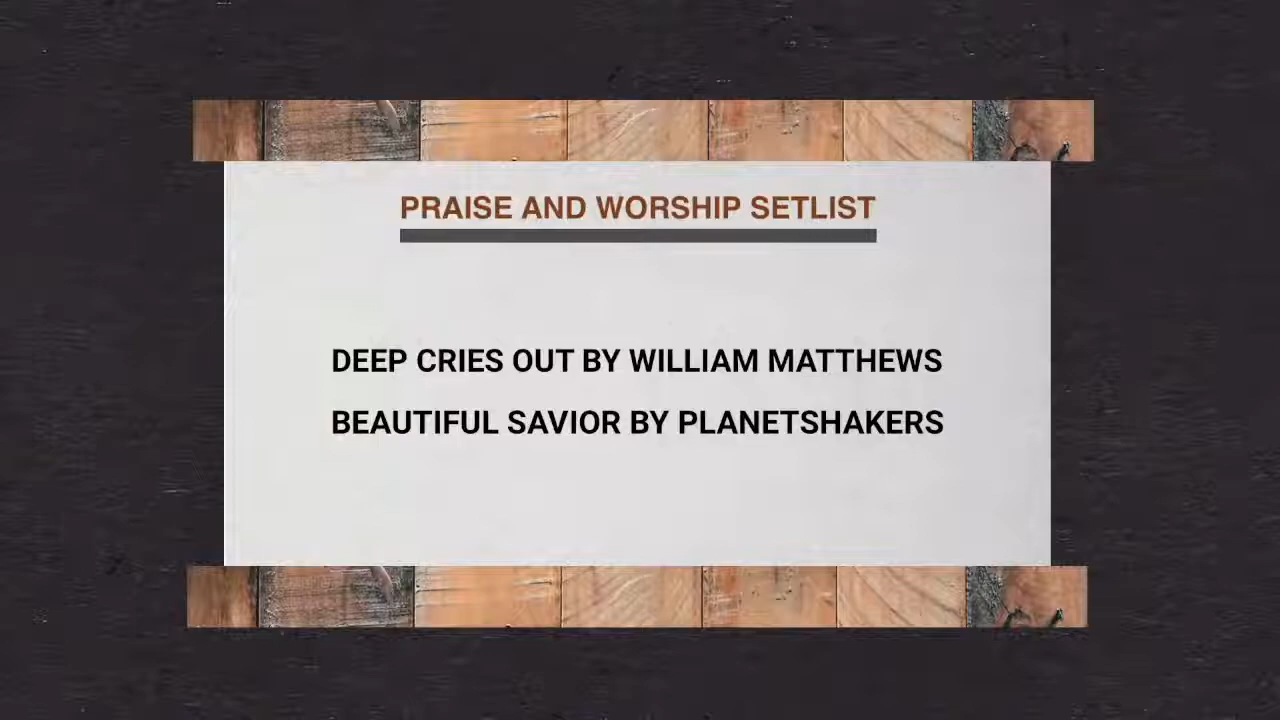 PRAISE AND WORSHIP SETLIST
DEEP CRIES OUT BY WILLIAM MATTHEWS
BEAUTIFUL SAVIOR BY PLANETSHAKERS